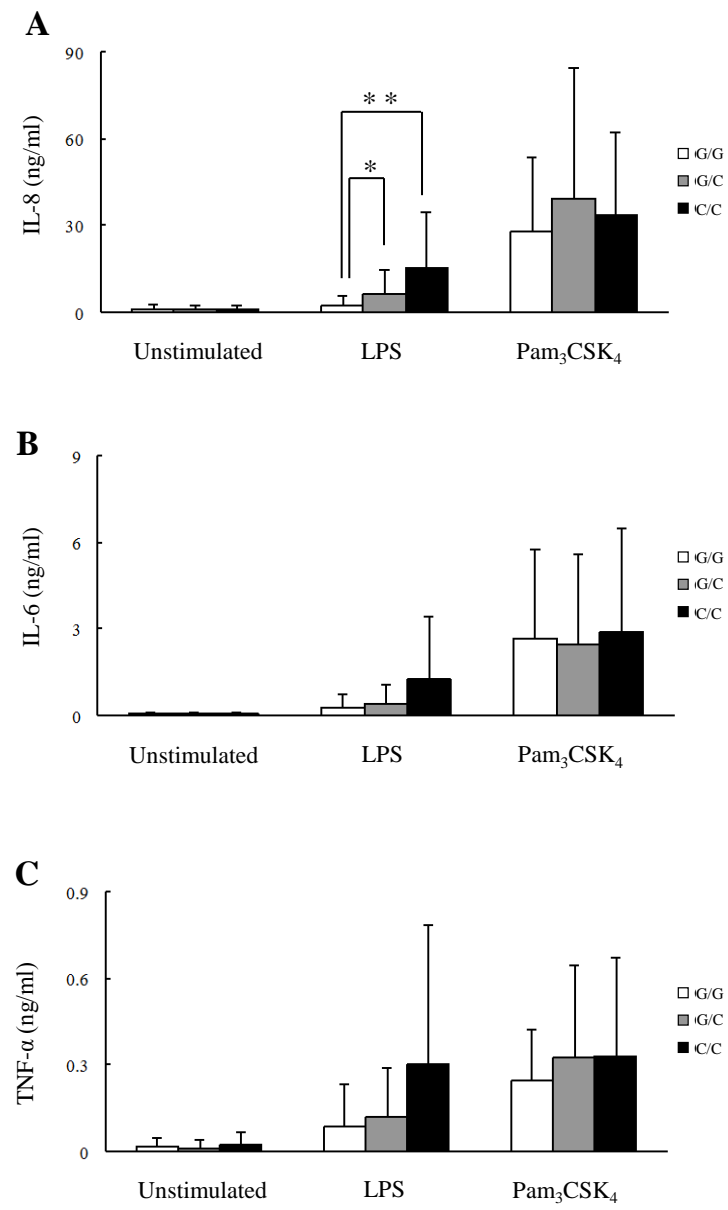 A
IL-8 (ng/ml)
90
60
30
0
* *
*
G/G
G/C
C/C
Unstimulated LPS Pam₃CSK₄
B
IL-6 (ng/ml)
9
6
3
0
G/G
G/C
C/C
Unstimulated LPS Pam₃CSK₄
C
TNF-α (ng/ml)
0.9
0.6
0.3
0
G/G
G/C
C/C
Unstimulated LPS Pam₃CSK₄